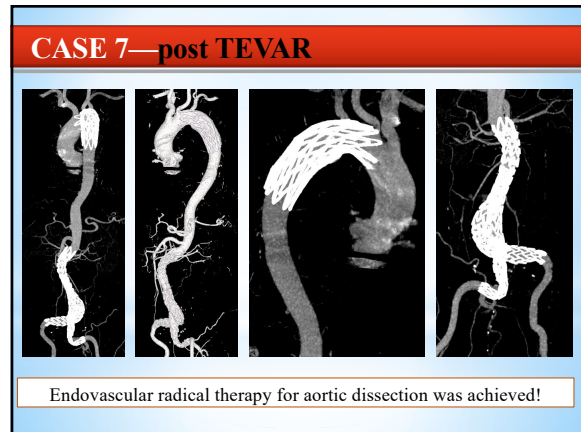 CASE 7—post TEVAR
Endovascular radical therapy for aortic dissection was achieved!